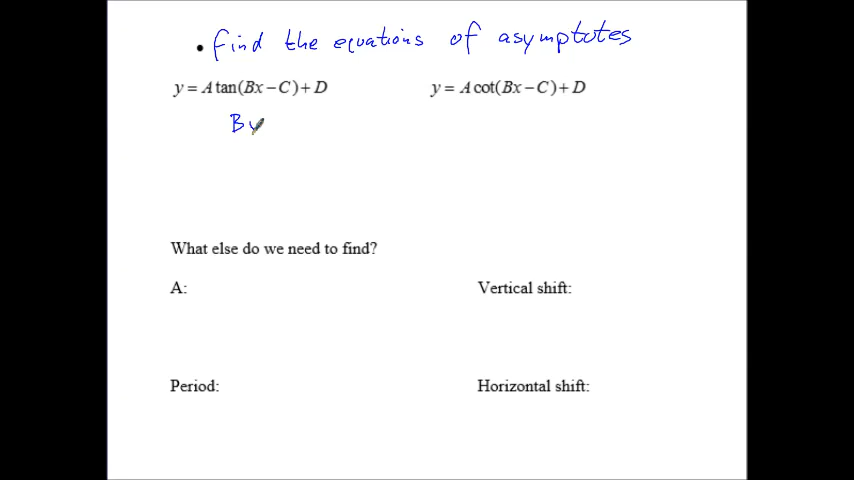 • find the equations of asymptotes
y = A tan(Bx − C) + D y = A cot(Bx − C) + D
B
What else do we need to find?
A: Vertical shift:
Period: Horizontal shift: